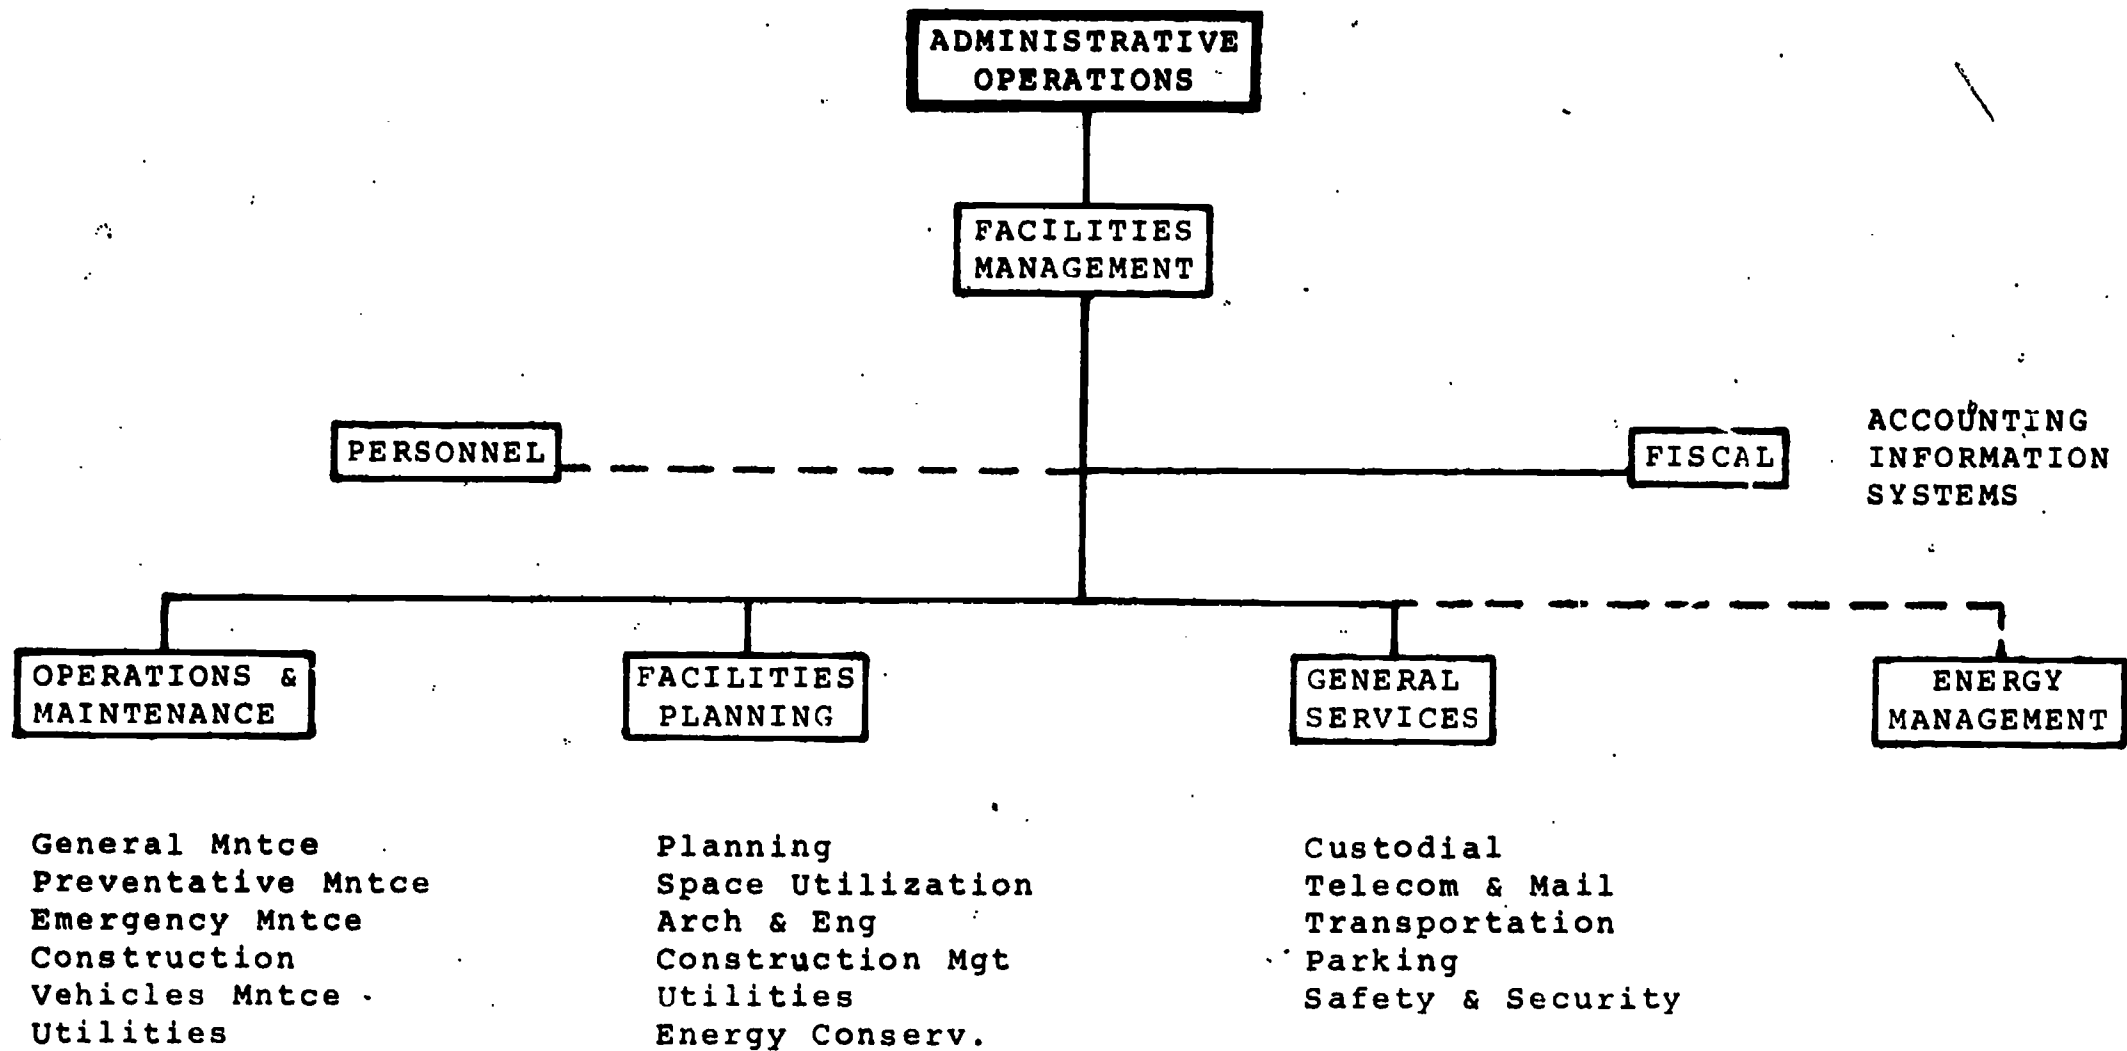 ADMINISTRATIVE
OPERATIONS
FACILITIES
MANAGEMENT
PERSONNEL
FISCAL
ACCOUNTING
INFORMATION
SYSTEMS
OPERATIONS &
MAINTENANCE
FACILITIES
PLANNING
GENERAL
SERVICES
ENERGY
MANAGEMENT
General Mntce
Preventative Mntce
Emergency Mntce
Construction
Vehicles Mntce
Utilities
Planning
Space Utilization
Arch & Eng
Construction Mgt
Utilities
Energy Conserv.
Custodial
Telecom & Mail
Transportation
Parking
Safety & Security